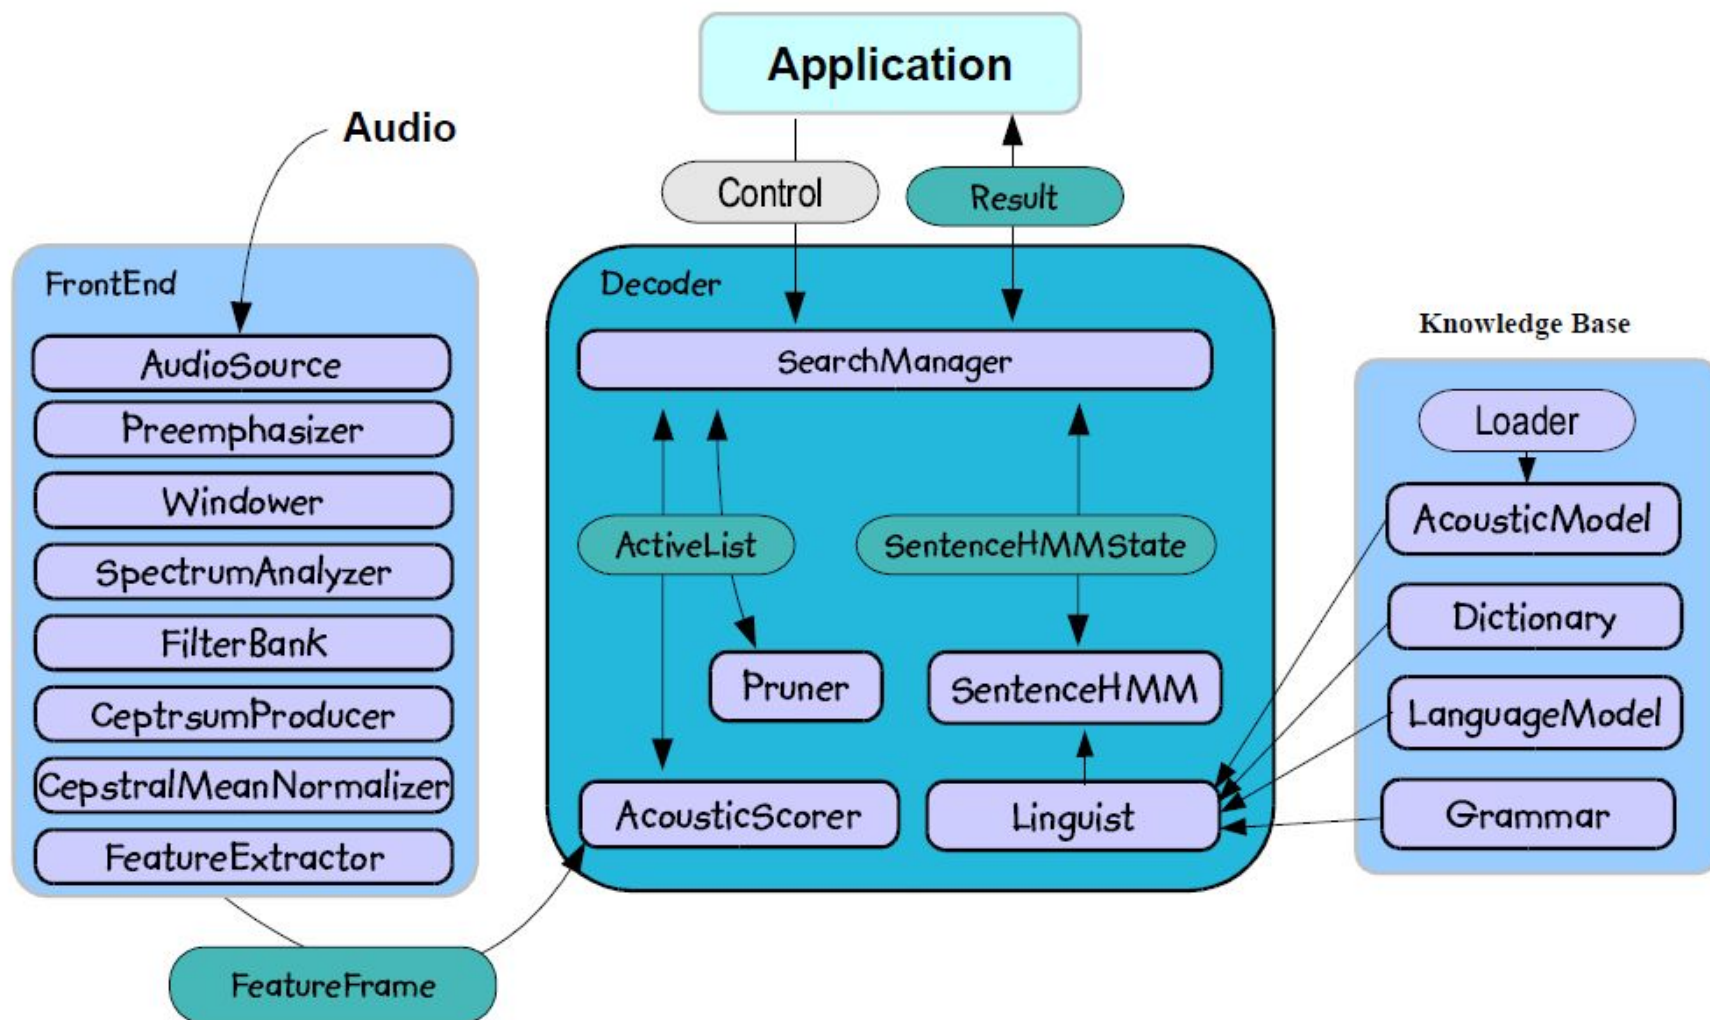 Application
Audio
Control
Result
FrontEnd
AudioSource
Preemphasizer
Windower
SpectrumAnalyzer
FilterBank
CeptrsumProducer
CepstralMeanNormalizer
FeatureExtractor
FeatureFrame
Decoder
SearchManager
ActiveList
SentenceHMMState
Pruner
SentenceHMM
AcousticScorer
Linguist
Knowledge Base
Loader
AcousticModel
Dictionary
LanguageModel
Grammar